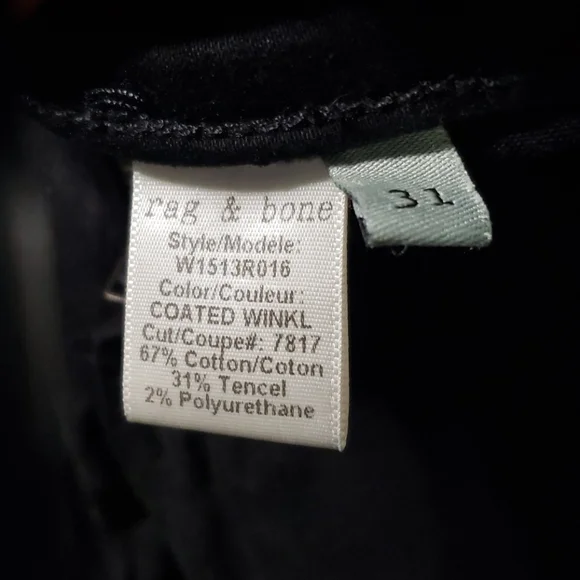 rag & bone
31
Style/Modèle:
W1513R016
Color/Couleur:
COATED WINKL
Cut/Coupe#: 7817
67% Cotton/Coton
31% Tencel
2% Polyurethane